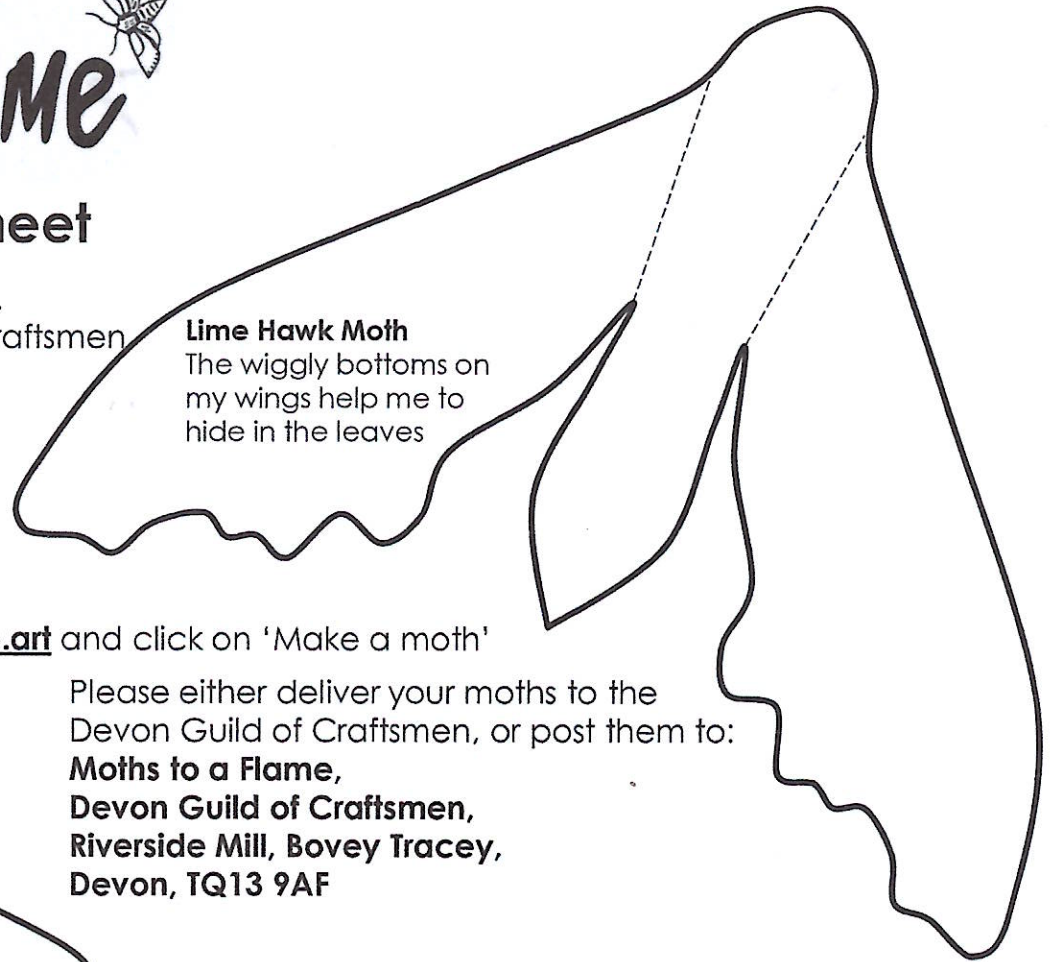 me
eet
aftsmen
Lime Hawk Moth
The wiggly bottoms on
my wings help me to
hide in the leaves
.art and click on ‘Make a moth’
Please either deliver your moths to the
Devon Guild of Craftsmen, or post them to:
Moths to a Flame,
Devon Guild of Craftsmen,
Riverside Mill, Bovey Tracey,
Devon, TQ13 9AF